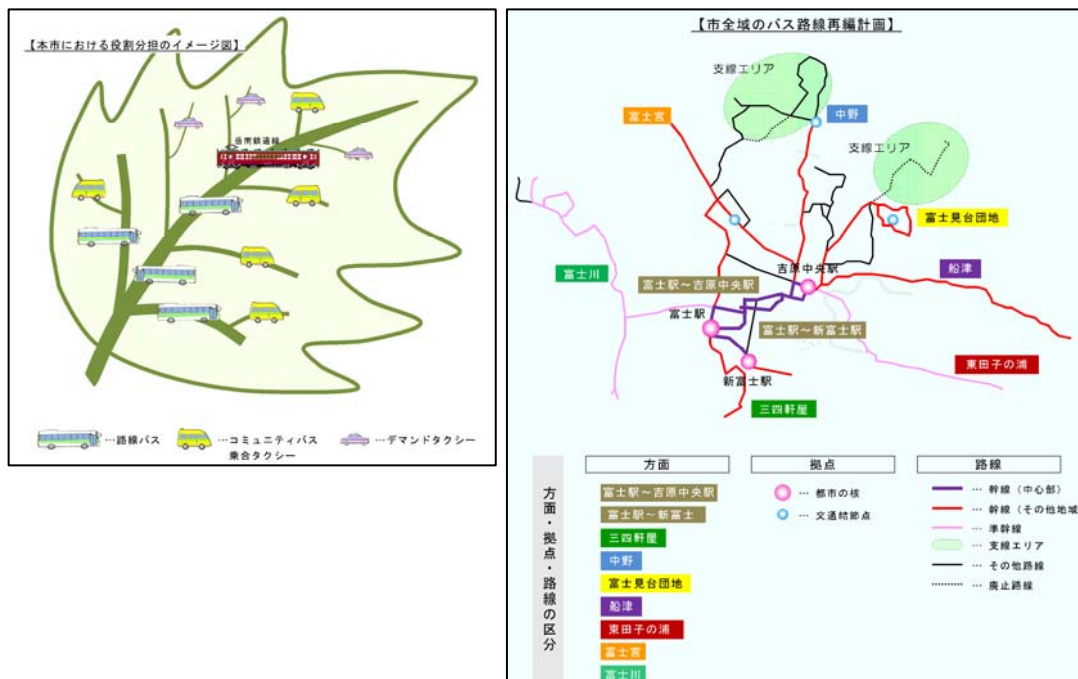 【本市における役割分担のイメージ図】
岳南鉄道線
…路線バス
…コミュニティバス
乗合タクシー
…デマンドタクシー
【市全域のバス路線再編計画】
支線エリア
富士宮
中野
支線エリア
富士見台団地
富士川
吉原中央駅
船津
富士駅～吉原中央駅
富士駅
富士駅～新富士駅
東田子の浦
新富士駅
三四軒屋
方面・拠点・路線の区分
方面
富士駅～吉原中央駅
富士駅～新富士
三四軒屋
中野
富士見台団地
船津
東田子の浦
富士宮
富士川
拠点
… 都市の核
… 交通結節点
路線
… 幹線（中心部）
… 幹線（その他地域
… 準幹線
… 支線エリア
… その他路線
… 廃止路線